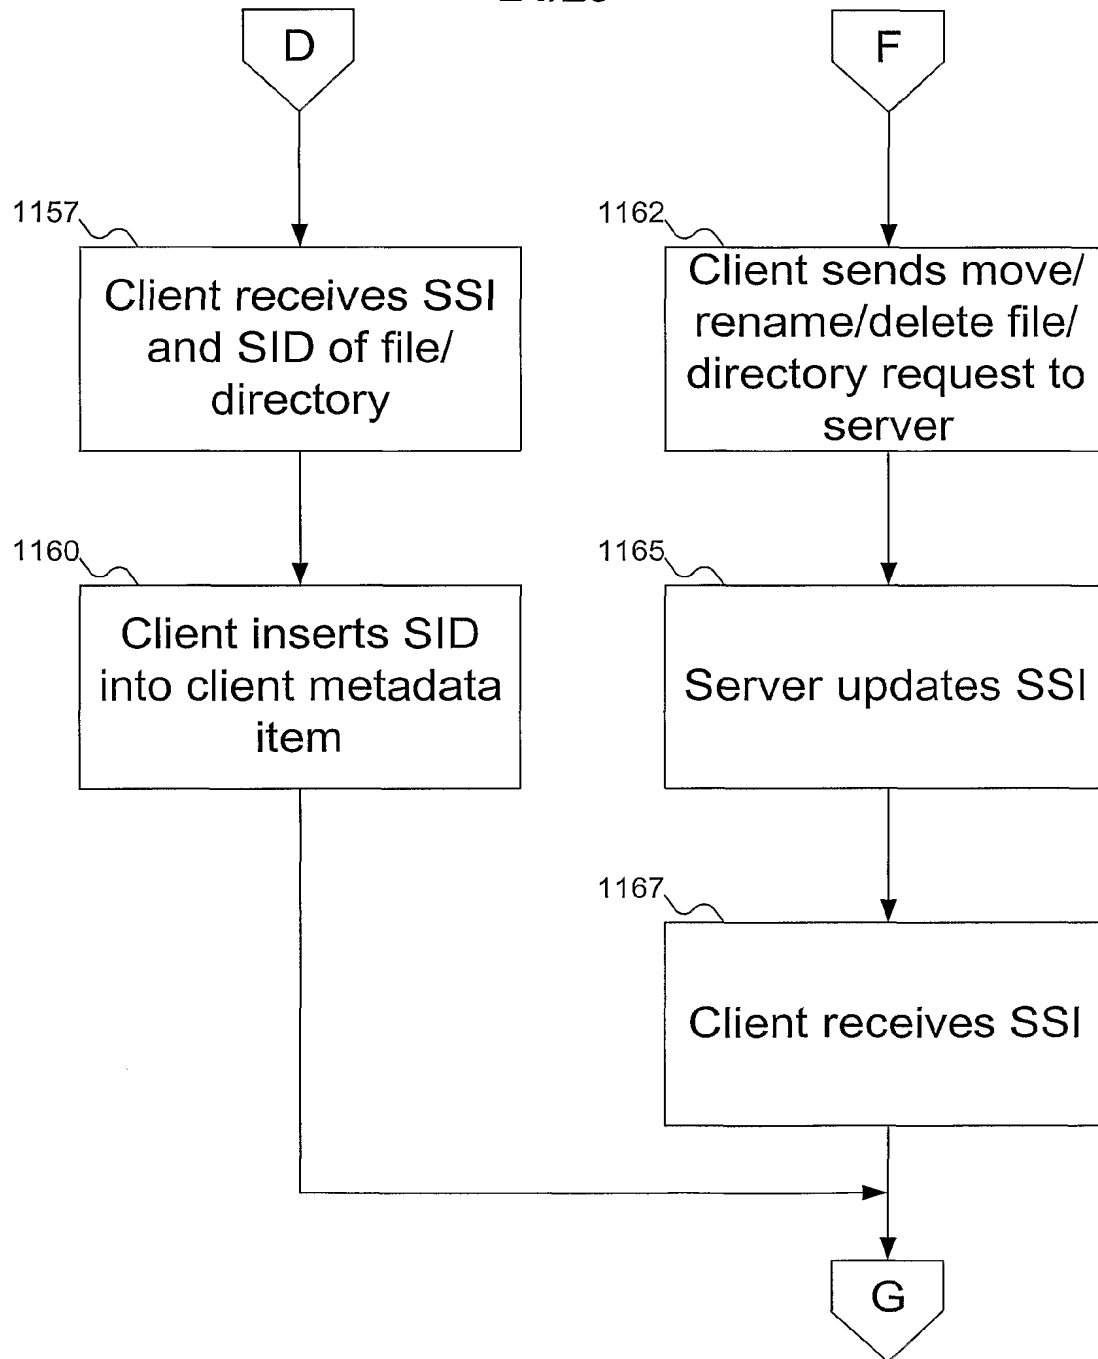 D
F
1157
Client receives SSI
and SID of file/
directory
1162
Client sends move/
rename/delete file/
directory request to
server
1160
Client inserts SID
into client metadata
item
1165
Server updates SSI
1167
Client receives SSI
G